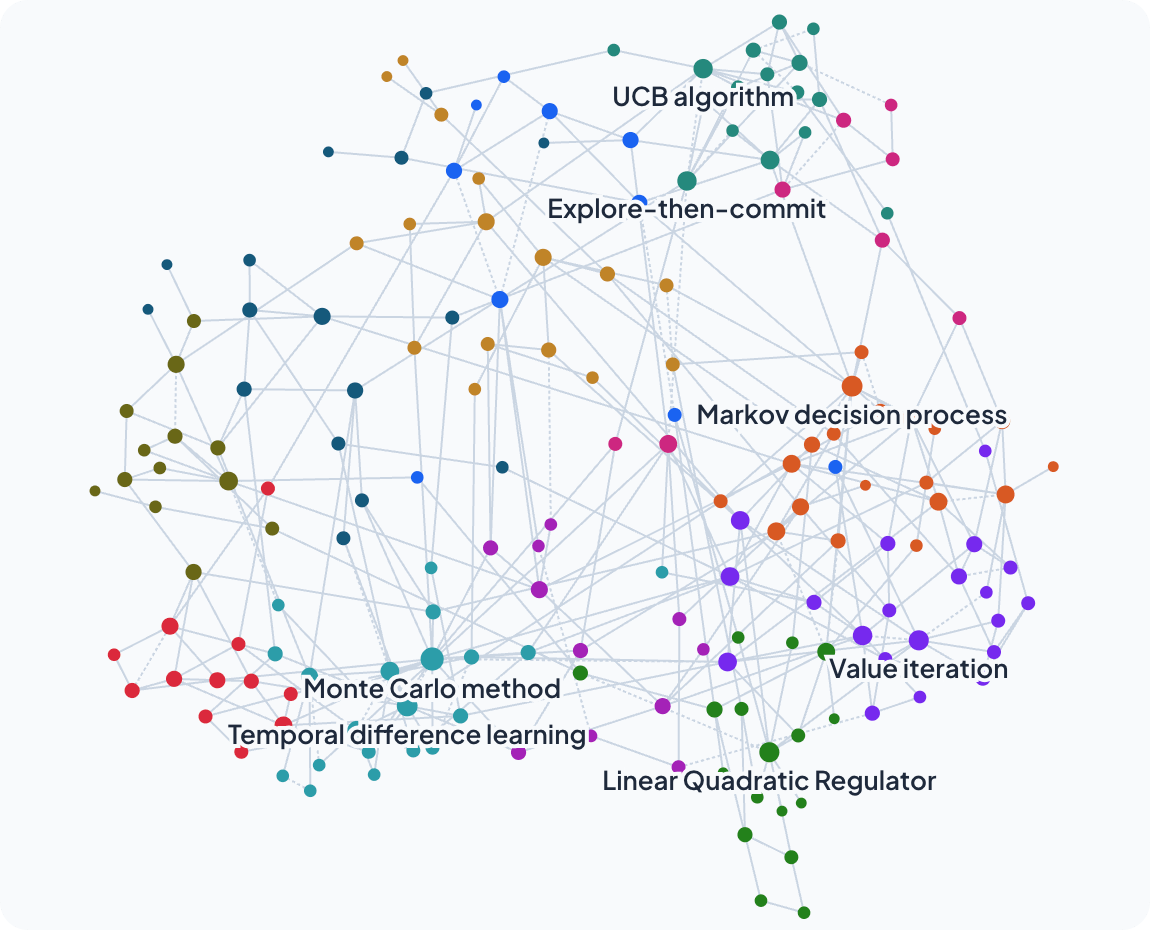 UCB algorithm
Explore-then-commit
Markov decision process
Value iteration
Monte Carlo method
Temporal difference learning
Linear Quadratic Regulator